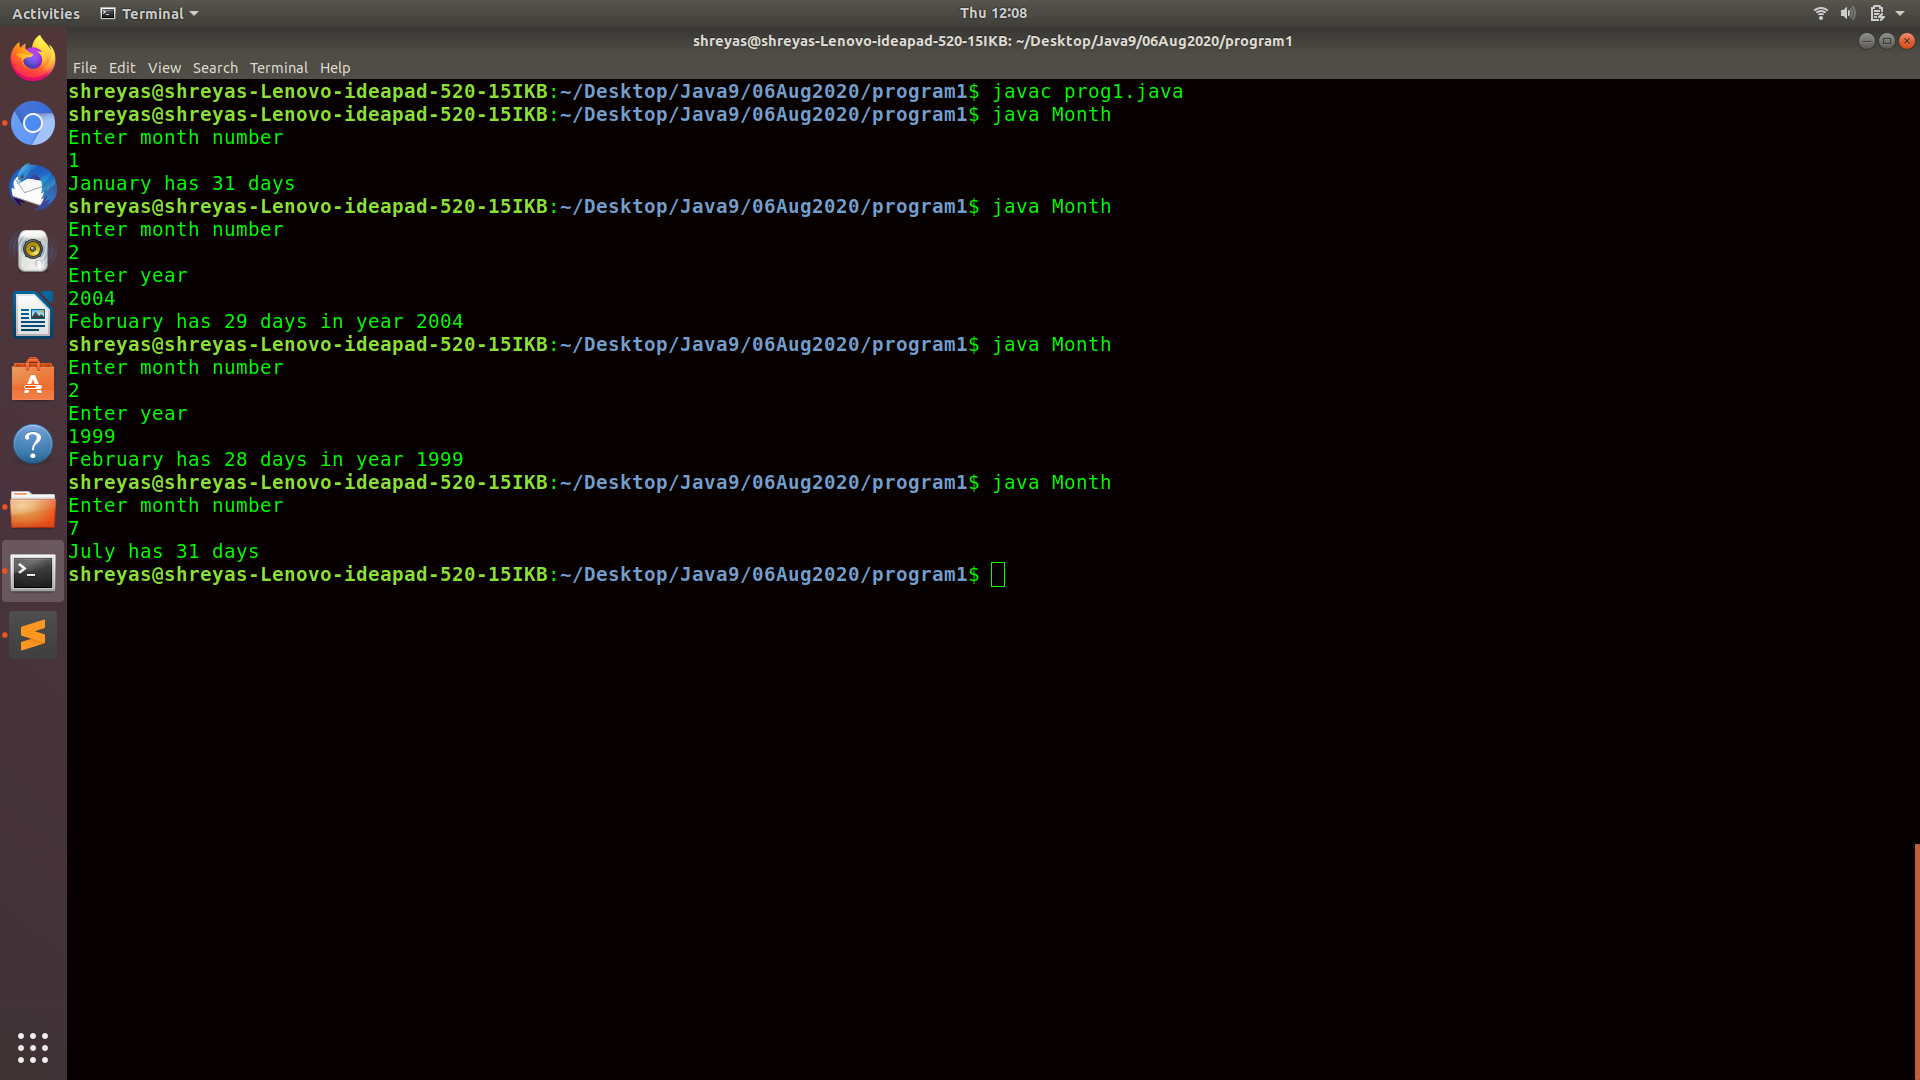 Activities Terminal Thu 12:08
shreyas@shreyas-Lenovo-ideapad-520-15IKB: ~/Desktop/Java9/06Aug2020/program1
File Edit View Search Terminal Help
shreyas@shreyas-Lenovo-ideapad-520-15IKB:~/Desktop/Java9/06Aug2020/program1$ javac prog1.java
shreyas@shreyas-Lenovo-ideapad-520-15IKB:~/Desktop/Java9/06Aug2020/program1$ java Month
Enter month number
1
January has 31 days
shreyas@shreyas-Lenovo-ideapad-520-15IKB:~/Desktop/Java9/06Aug2020/program1$ java Month
Enter month number
2
Enter year
2004
February has 29 days in year 2004
shreyas@shreyas-Lenovo-ideapad-520-15IKB:~/Desktop/Java9/06Aug2020/program1$ java Month
Enter month number
2
Enter year
1999
February has 28 days in year 1999
shreyas@shreyas-Lenovo-ideapad-520-15IKB:~/Desktop/Java9/06Aug2020/program1$ java Month
Enter month number
7
July has 31 days
shreyas@shreyas-Lenovo-ideapad-520-15IKB:~/Desktop/Java9/06Aug2020/program1$